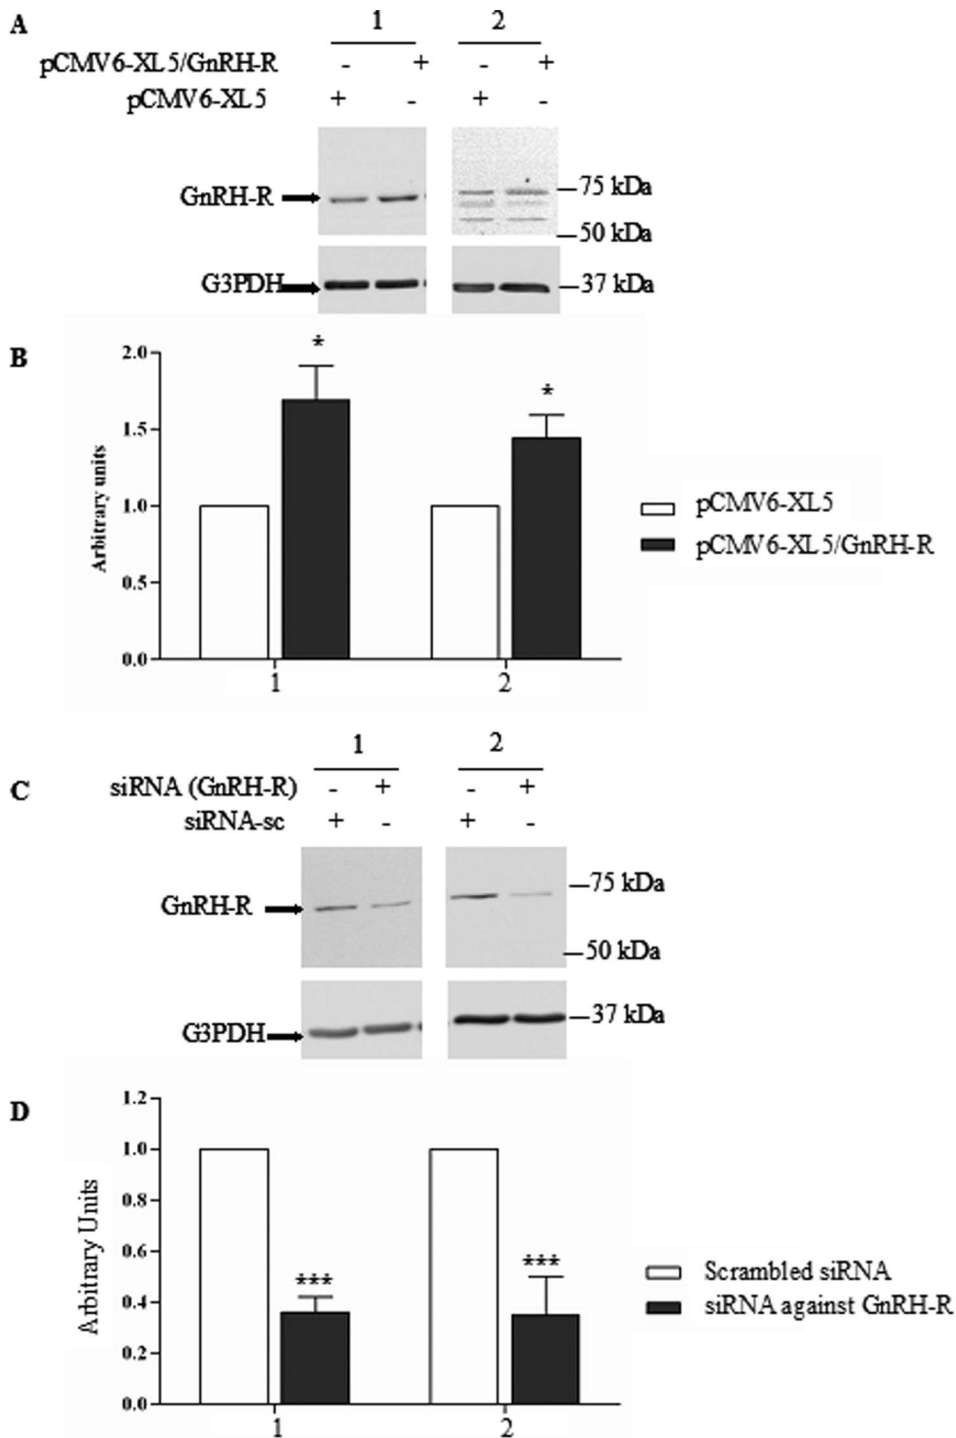 A
1 2
pCMV6-XL5/GnRH-R - + - +
pCMV6-XL5 + - + -
GnRH-R
75 kDa
50 kDa
G3PDH
37 kDa
B
Arbitrary units
2.0
1.5
1.0
0.5
0.0
* *
1 2
pCMV6-XL5
pCMV6-XL5/GnRH-R
C
1 2
siRNA (GnRH-R) - + - +
siRNA-sc + - + -
GnRH-R
75 kDa
50 kDa
G3PDH
37 kDa
D
Arbitrary Units
1.2
1.0
0.8
0.6
0.4
0.2
0.0
*** ***
1 2
Scrambled siRNA
siRNA against GnRH-R